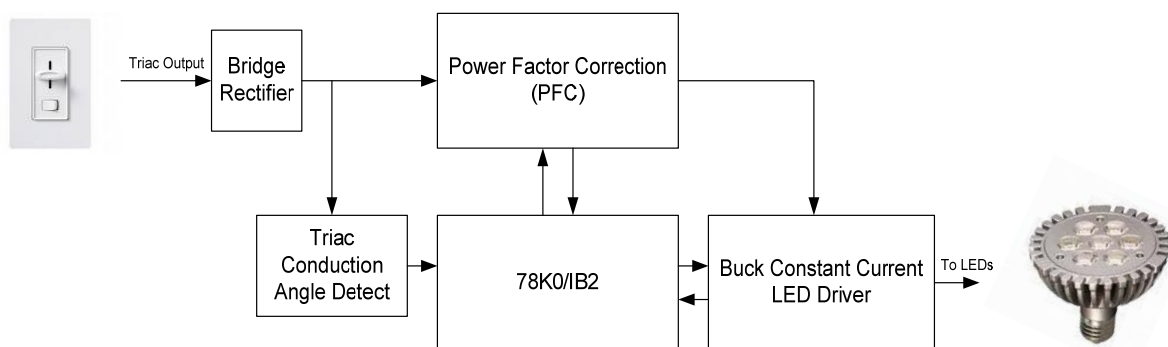 Triac Output
Bridge
Rectifier
Power Factor Correction
(PFC)
Triac
Conduction
Angle Detect
78K0/IB2
Buck Constant Current
LED Driver
To LEDs